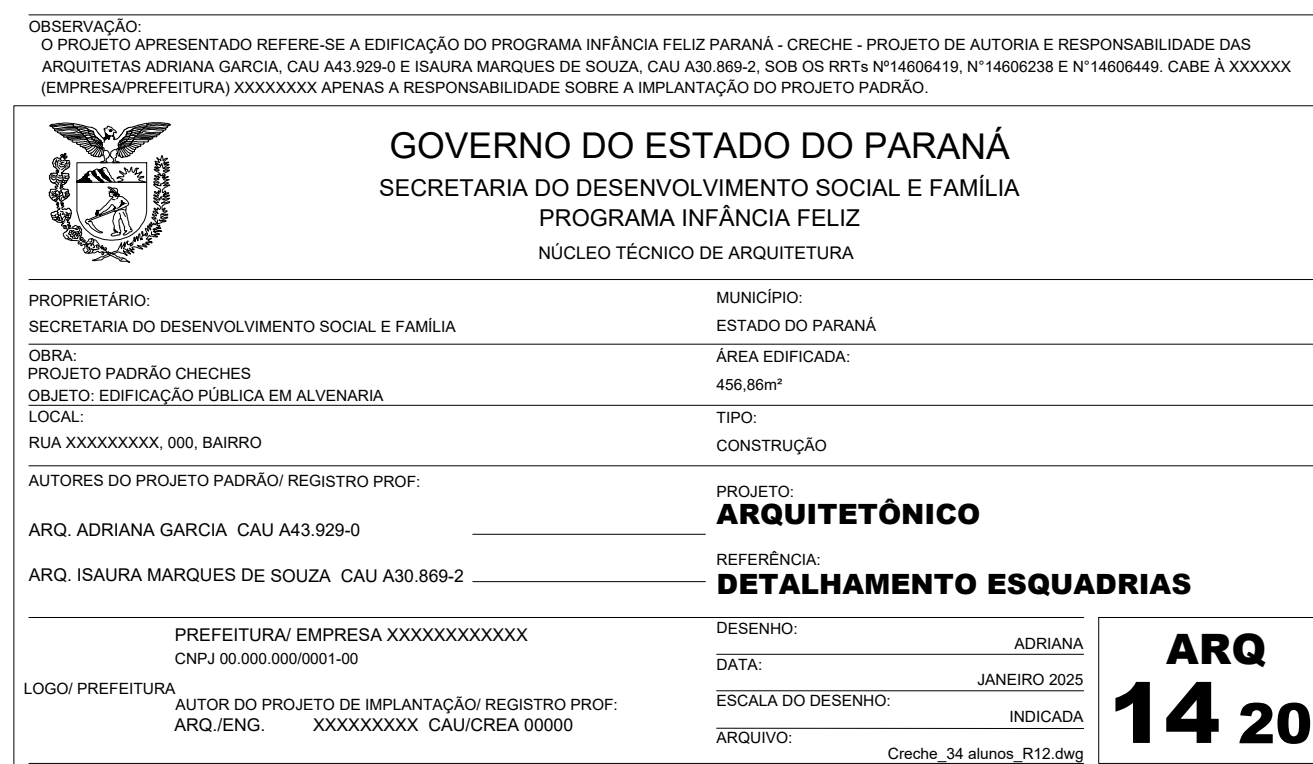 OBSERVAÇÃO:
O PROJETO APRESENTADO REFERE-SE A EDIFICAÇÃO DO PROGRAMA INFÂNCIA FELIZ PARANÁ - CRECHE - PROJETO DE AUTORIA E RESPONSABILIDADE DAS
ARQUITETAS ADRIANA GARCIA, CAU A43.929-0 E ISAURA MARQUES DE SOUZA, CAU A30.869-2, SOB OS RRTs Nº14606419, N°14606238 E N°14606449. CABE À XXXXXX
(EMPRESA/PREFEITURA) XXXXXXXX APENAS A RESPONSABILIDADE SOBRE A IMPLANTAÇÃO DO PROJETO PADRÃO.
GOVERNO DO ESTADO DO PARANÁ
SECRETARIA DO DESENVOLVIMENTO SOCIAL E FAMÍLIA
PROGRAMA INFÂNCIA FELIZ
NÚCLEO TÉCNICO DE ARQUITETURA
PROPRIETÁRIO:
SECRETARIA DO DESENVOLVIMENTO SOCIAL E FAMÍLIA
MUNICÍPIO:
ESTADO DO PARANÁ
OBRA:
PROJETO PADRÃO CHECHES
OBJETO: EDIFICAÇÃO PÚBLICA EM ALVENARIA
ÁREA EDIFICADA:
456,86m²
LOCAL:
RUA XXXXXXXXX, 000, BAIRRO
TIPO:
CONSTRUÇÃO
AUTORES DO PROJETO PADRÃO/ REGISTRO PROF:
ARQ. ADRIANA GARCIA CAU A43.929-0
ARQ. ISAURA MARQUES DE SOUZA CAU A30.869-2
PROJETO:
ARQUITETÔNICO
REFERÊNCIA:
DETALHAMENTO ESQUADRIAS
PREFEITURA/ EMPRESA XXXXXXXXXXXX
CNPJ 00.000.000/0001-00
LOGO/ PREFEITURA
AUTOR DO PROJETO DE IMPLANTAÇÃO/ REGISTRO PROF:
ARQ./ENG. XXXXXXXXX CAU/CREA 00000
DESENHO:
ADRIANA
DATA:
JANEIRO 2025
ESCALA DO DESENHO:
INDICADA
ARQUIVO:
Creche_34 alunos_R12.dwg
ARQ
14 20